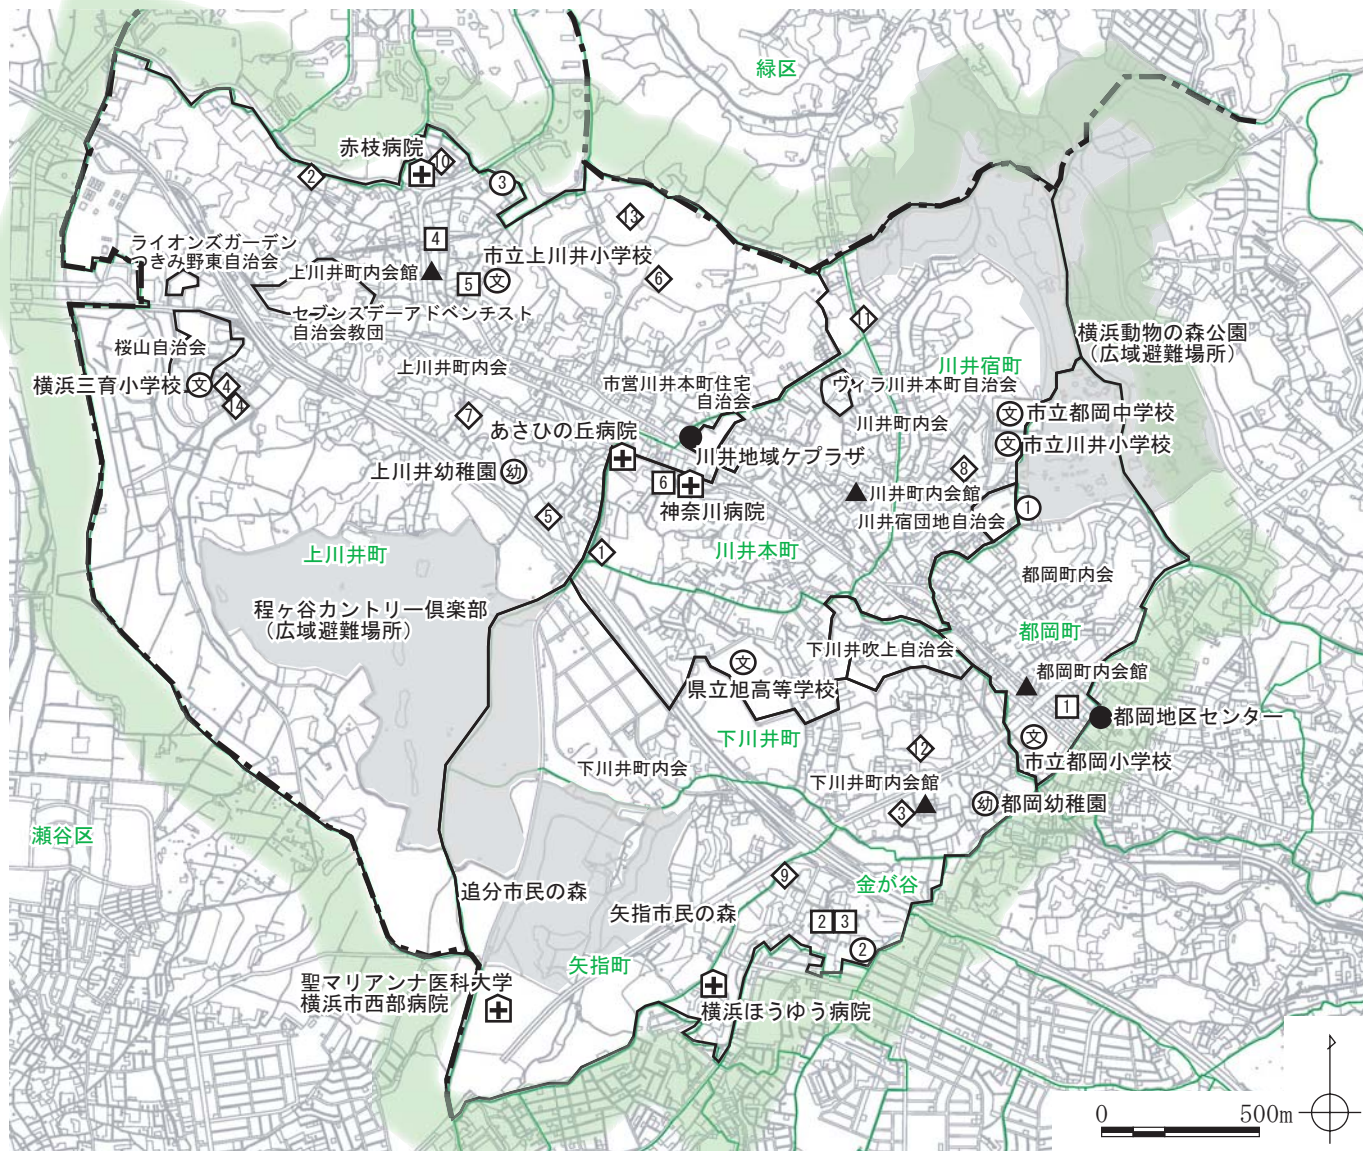 緑区
赤枝病院
10
2
3
13
4
ライオンズガーデン
つきみ野東自治会
上川井町内会館
市立上川井小学校
5
文
6
セブンスデーアドベンチスト
自治会教団
11
横浜動物の森公園
(広域避難場所)
桜山自治会
川井宿町
上川井町内会
横浜三育小学校
文
4
14
市営川井本町住宅
自治会
ヴィラ川井本町自治会
7
川井町内会
文
市立都岡中学校
あさひの丘病院
文
市立川井小学校
川井地域ケプラザ
上川井幼稚園
幼
8
6
神奈川病院
川井町内会館
川井宿団地自治会
1
5
上川井町
1
川井本町
都岡町内会
程ヶ谷カントリー倶楽部
(広域避難場所)
都岡町
下川井吹上自治会
文
県立旭高等学校
都岡町内会館
1
都岡地区センター
下川井町
12
文
市立都岡小学校
下川井町内会
下川井町内会館
3
幼
都岡幼稚園
瀬谷区
9
金が谷
追分市民の森
矢指市民の森
2
3
2
矢指町
聖マリアンナ医科大学
横浜市西部病院
横浜ほうゆう病院
0
500m